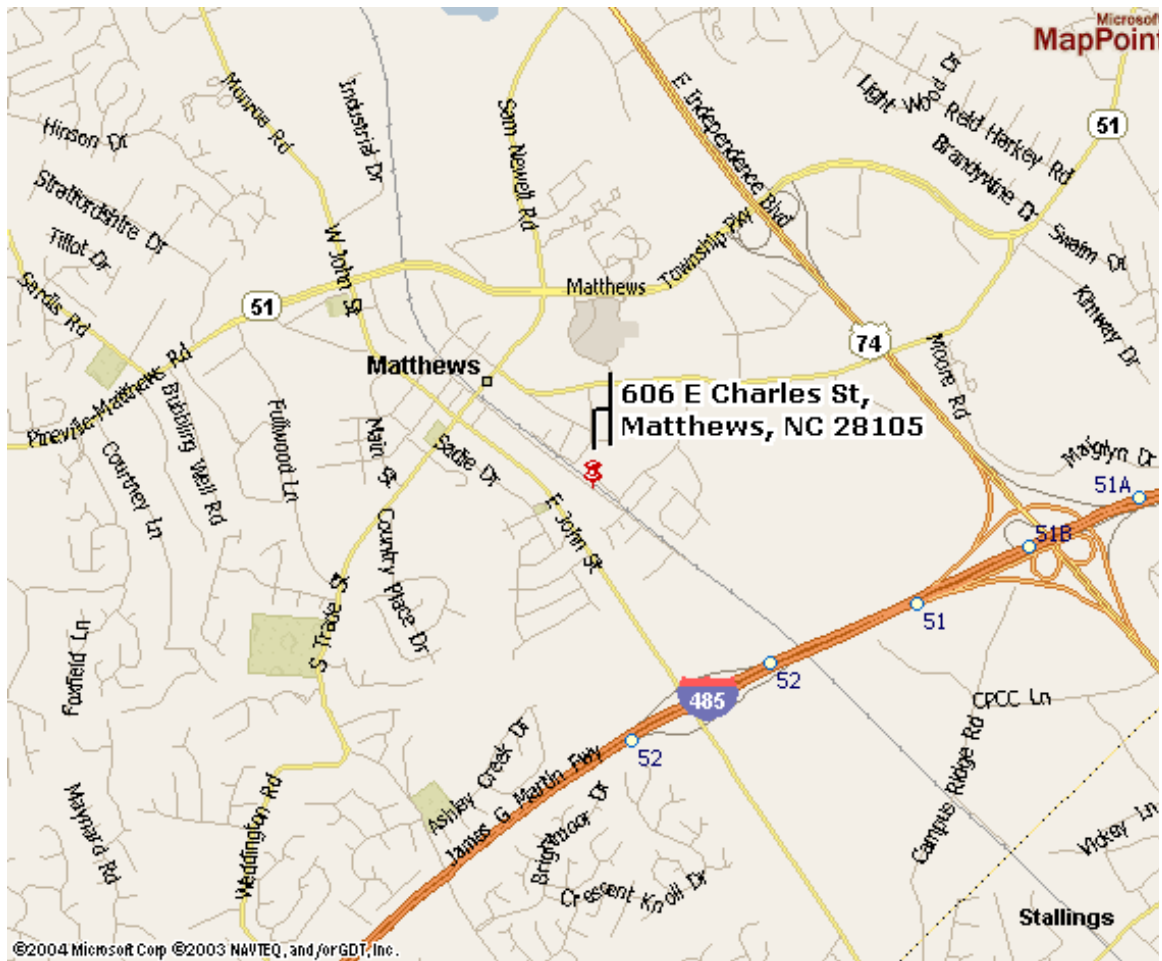 Microsoft
MapPoint
Light Wood Dr
Reid Harkey Rd
51
Brandywine Dr
Swaim Ct
Kimway Dr
E Independence Blvd
Monroe Rd
Industrial Dr
Sam Newell Rd
Hinson Dr
Strattfordshire Dr
Tillot Dr
Sardis Rd
W John St
Matthews
Township Pkwy
51
74
Moore Rd
Matthews
606 E Charles St,
Matthews, NC 28105
Pineville-Matthews Rd
Bubbling Well Rd
Fullwood Ln
Main St
Sadie Dr
Courtney Ln
Country Place Dr
E John St
51A
51B
51
52
52
485
S Trade St
Foxfield Ln
CPCC Ln
Campus Ridge Rd
Ashley Creek Dr
James G Martin Fwy
Brightmoor Dr
Crescent Knoll Dr
Weddington Rd
Maynard Rd
Vickey Ln
Stallings
©2004 Microsoft Corp ©2003 NAVTEQ, and/or GDT, Inc.